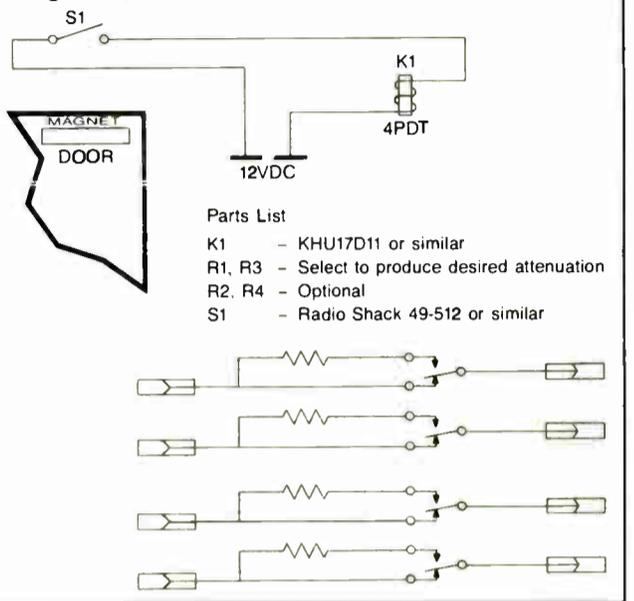 S1
K1
4PDT
MAGNET
DOOR
12VDC
Parts List
K1 – KHU17D11 or similar
R1, R3 – Select to produce desired attenuation
R2, R4 – Optional
S1 – Radio Shack 49-512 or similar